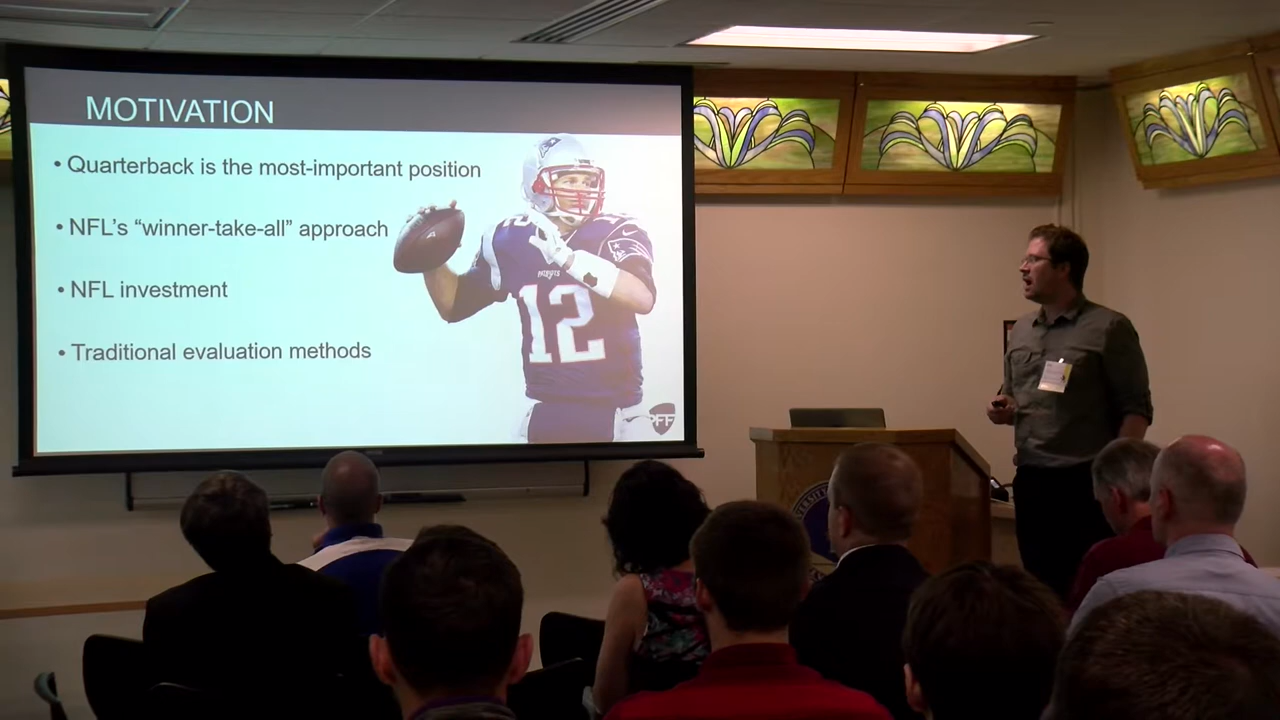 MOTIVATION
• Quarterback is the most-important position
• NFL's “winner-take-all” approach
• NFL investment
• Traditional evaluation methods
12
PATRIOTS
12
PFF